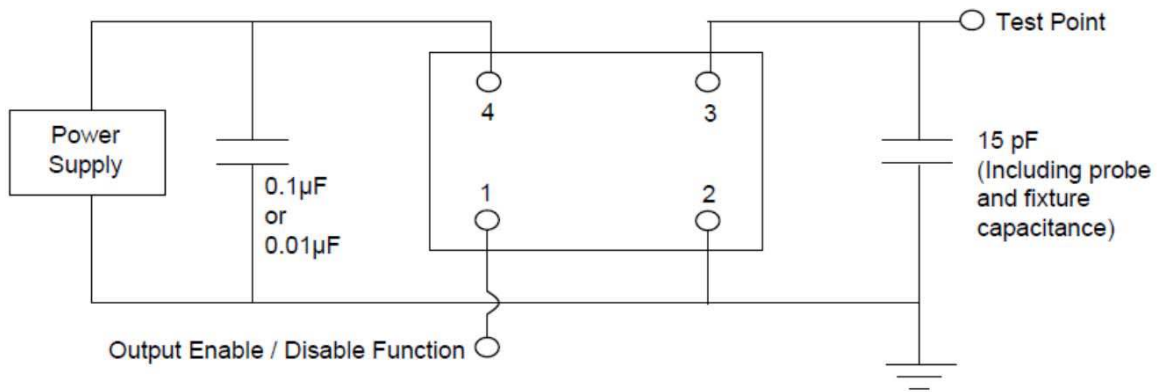 Test Point
Power
Supply
4
3
0.1µF
or
0.01µF
1
2
15 pF
(Including probe
and fixture
capacitance)
Output Enable / Disable Function